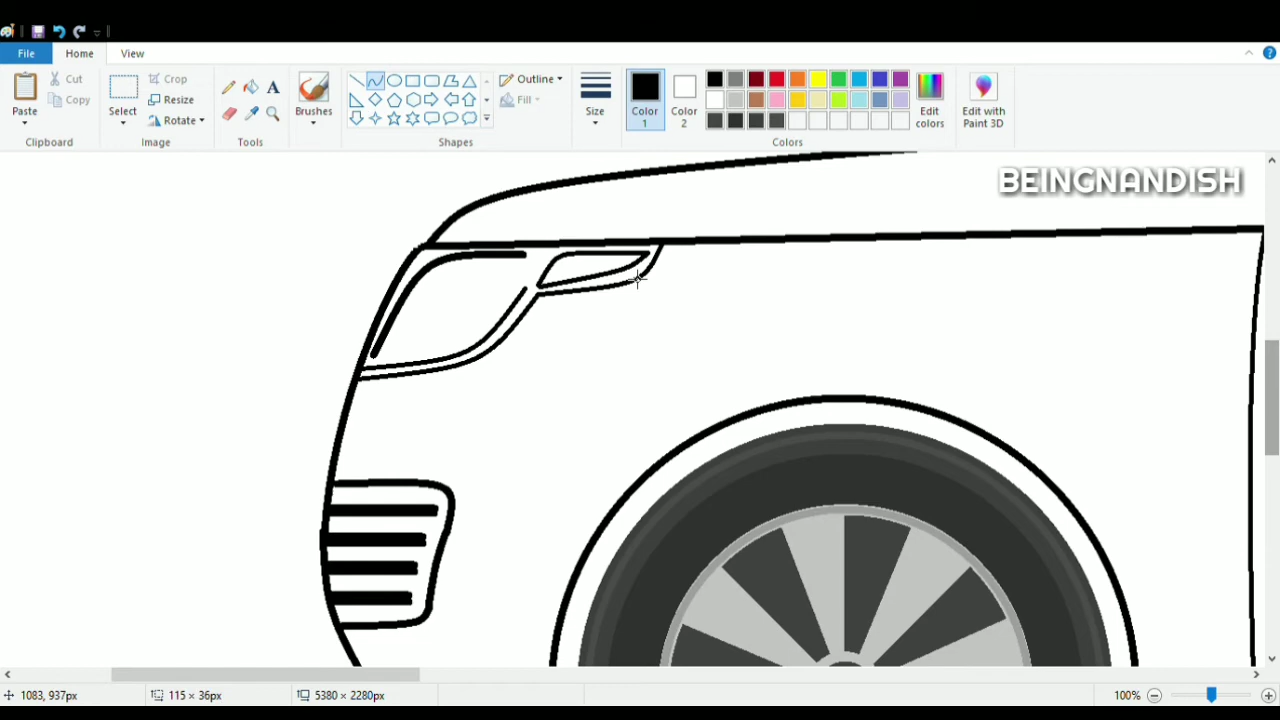 File Home View
Paste Cut Copy
Clipboard
Select Crop Resize Rotate
Image
Tools
Brushes
Shapes
Outline
Fill
Size
Color 1
Color 2
Colors
Edit colors
Edit with Paint 3D
BEINGNANDISH
1083, 937px 115 × 36px 5380 × 2280px 100%